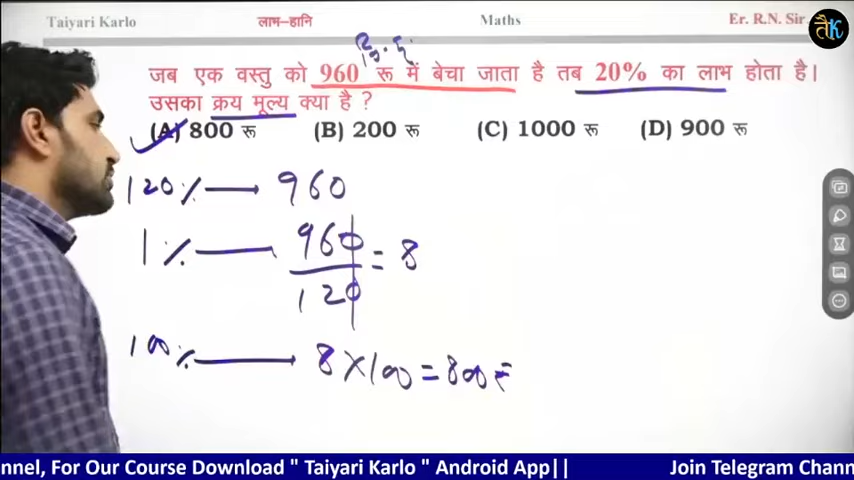 Taiyari Karlo लाभ-हानि Maths Er. R.N. Sir.
तैK
वि. मू.
जब एक वस्तु को 960 रू में बेचा जाता है तब 20% का लाभ होता है।
उसका क्रय मूल्य क्या है ?
(A) 800 रू (B) 200 रू (C) 1000 रू (D) 900 रू
120% 960
1% 960/120 = 8
100% 8 × 100 = 800 ₹
nnel, For Our Course Download " Taiyari Karlo " Android App|| Join Telegram Chann